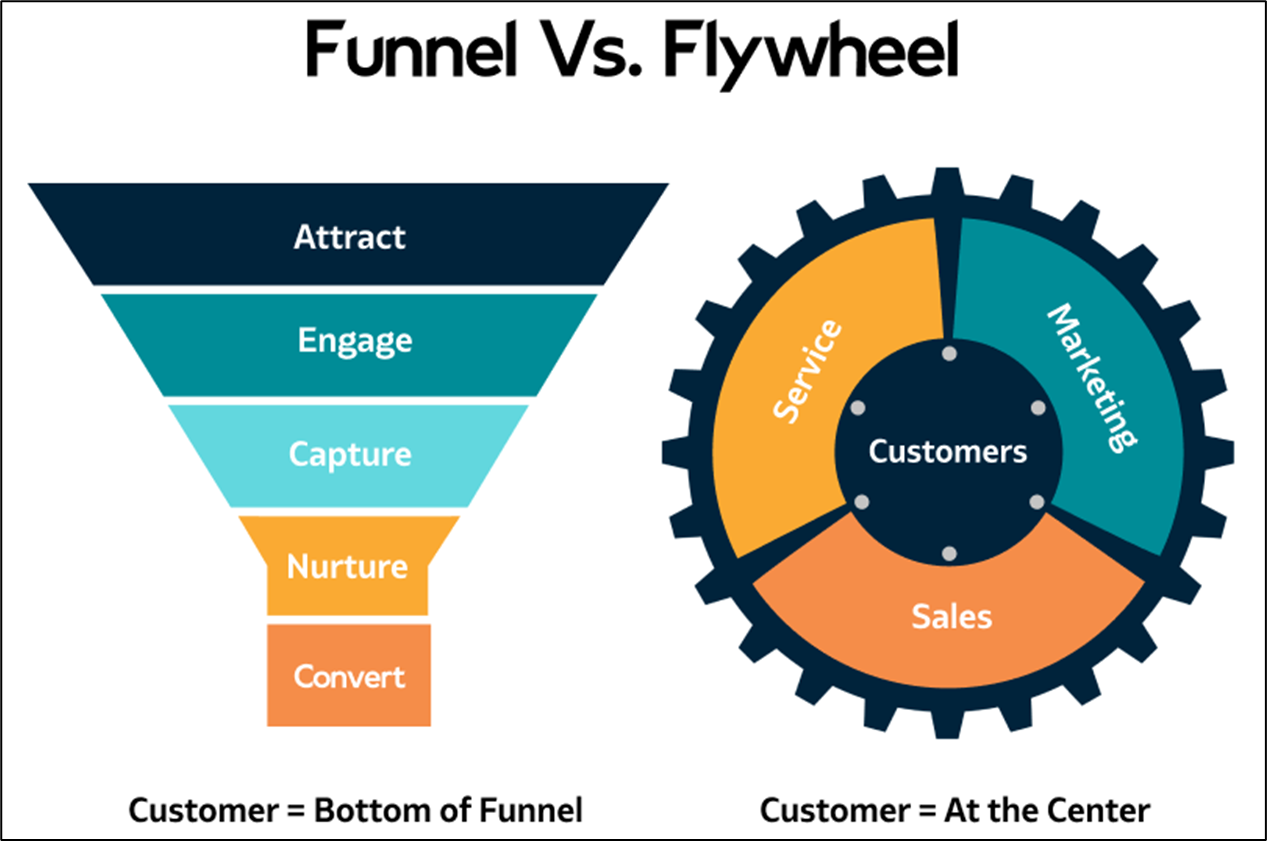 Funnel Vs. Flywheel
Attract
Engage
Capture
Nurture
Convert
Customer = Bottom of Funnel
Service
Marketing
Customers
Sales
Customer = At the Center